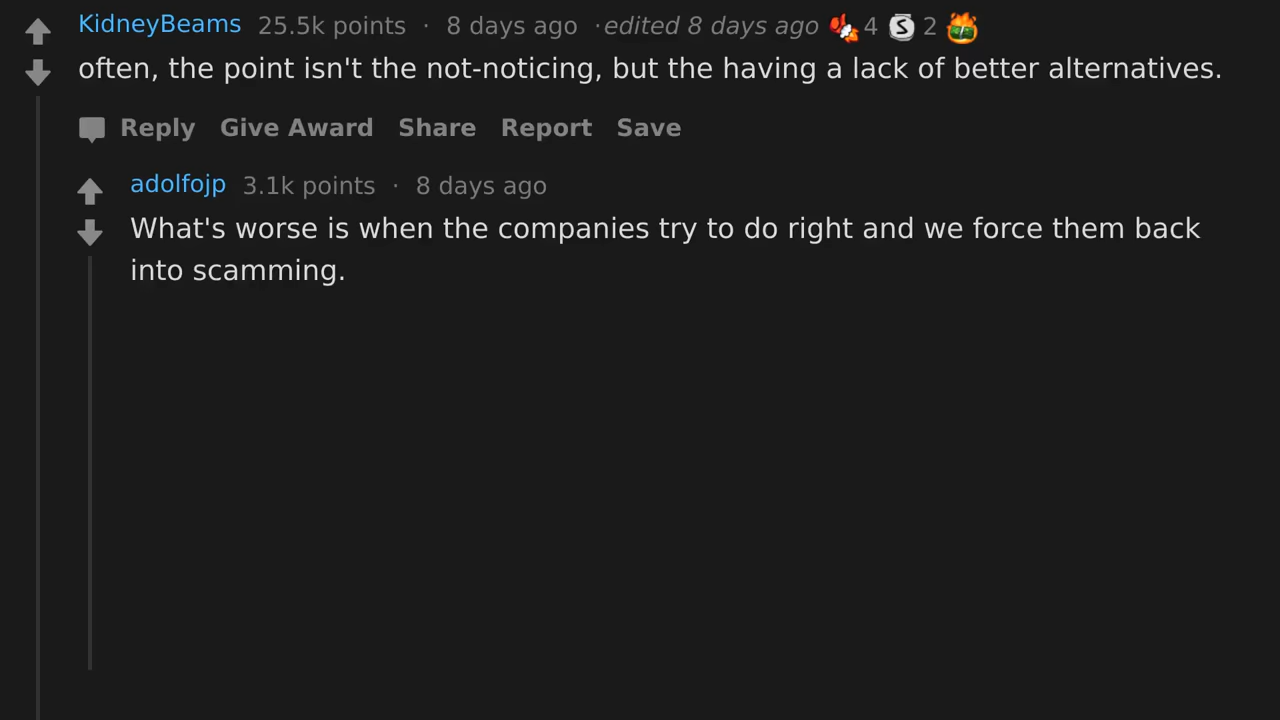 KidneyBeams 25.5k points · 8 days ago · edited 8 days ago 4 S 2
often, the point isn't the not-noticing, but the having a lack of better alternatives.
Reply Give Award Share Report Save
adolfojp 3.1k points · 8 days ago
What's worse is when the companies try to do right and we force them back
into scamming.